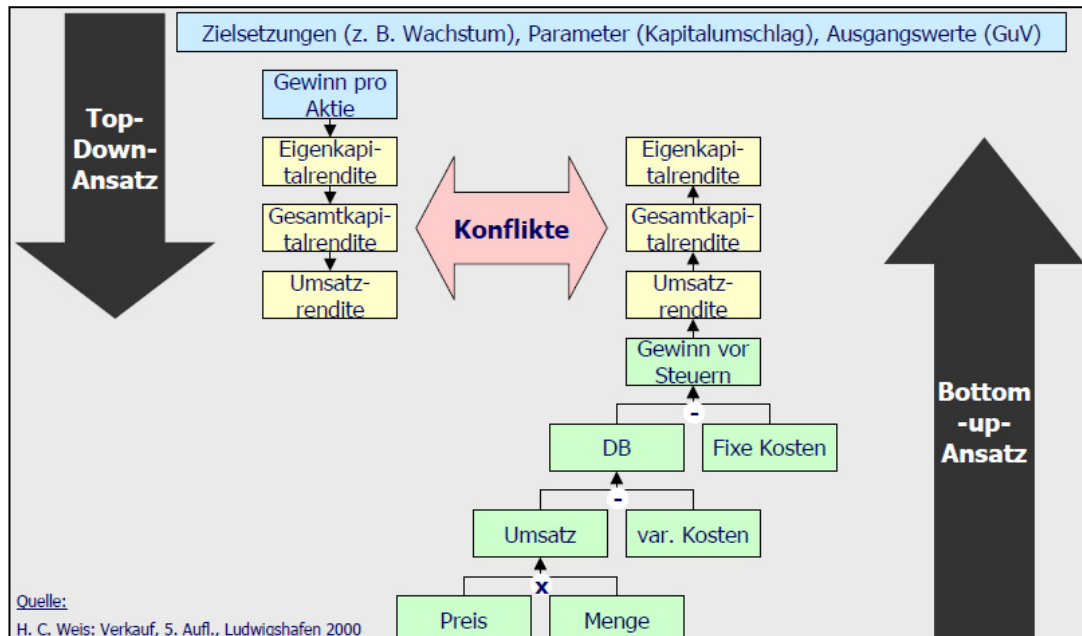 Zielsetzungen (z. B. Wachstum), Parameter (Kapitalumschlag), Ausgangswerte (GuV)
Top-
Down-
Ansatz
Gewinn pro
Aktie
Eigenkapi-
talrendite
Gesamtkapi-
talrendite
Umsatz-
rendite
Konflikte
Eigenkapi-
talrendite
Gesamtkapi-
talrendite
Umsatz-
rendite
Gewinn vor
Steuern
-
DB
Fixe Kosten
-
Umsatz
var. Kosten
x
Preis
Menge
Bottom
-up-
Ansatz
Quelle:
H. C. Weis: Verkauf, 5. Aufl., Ludwigshafen 2000